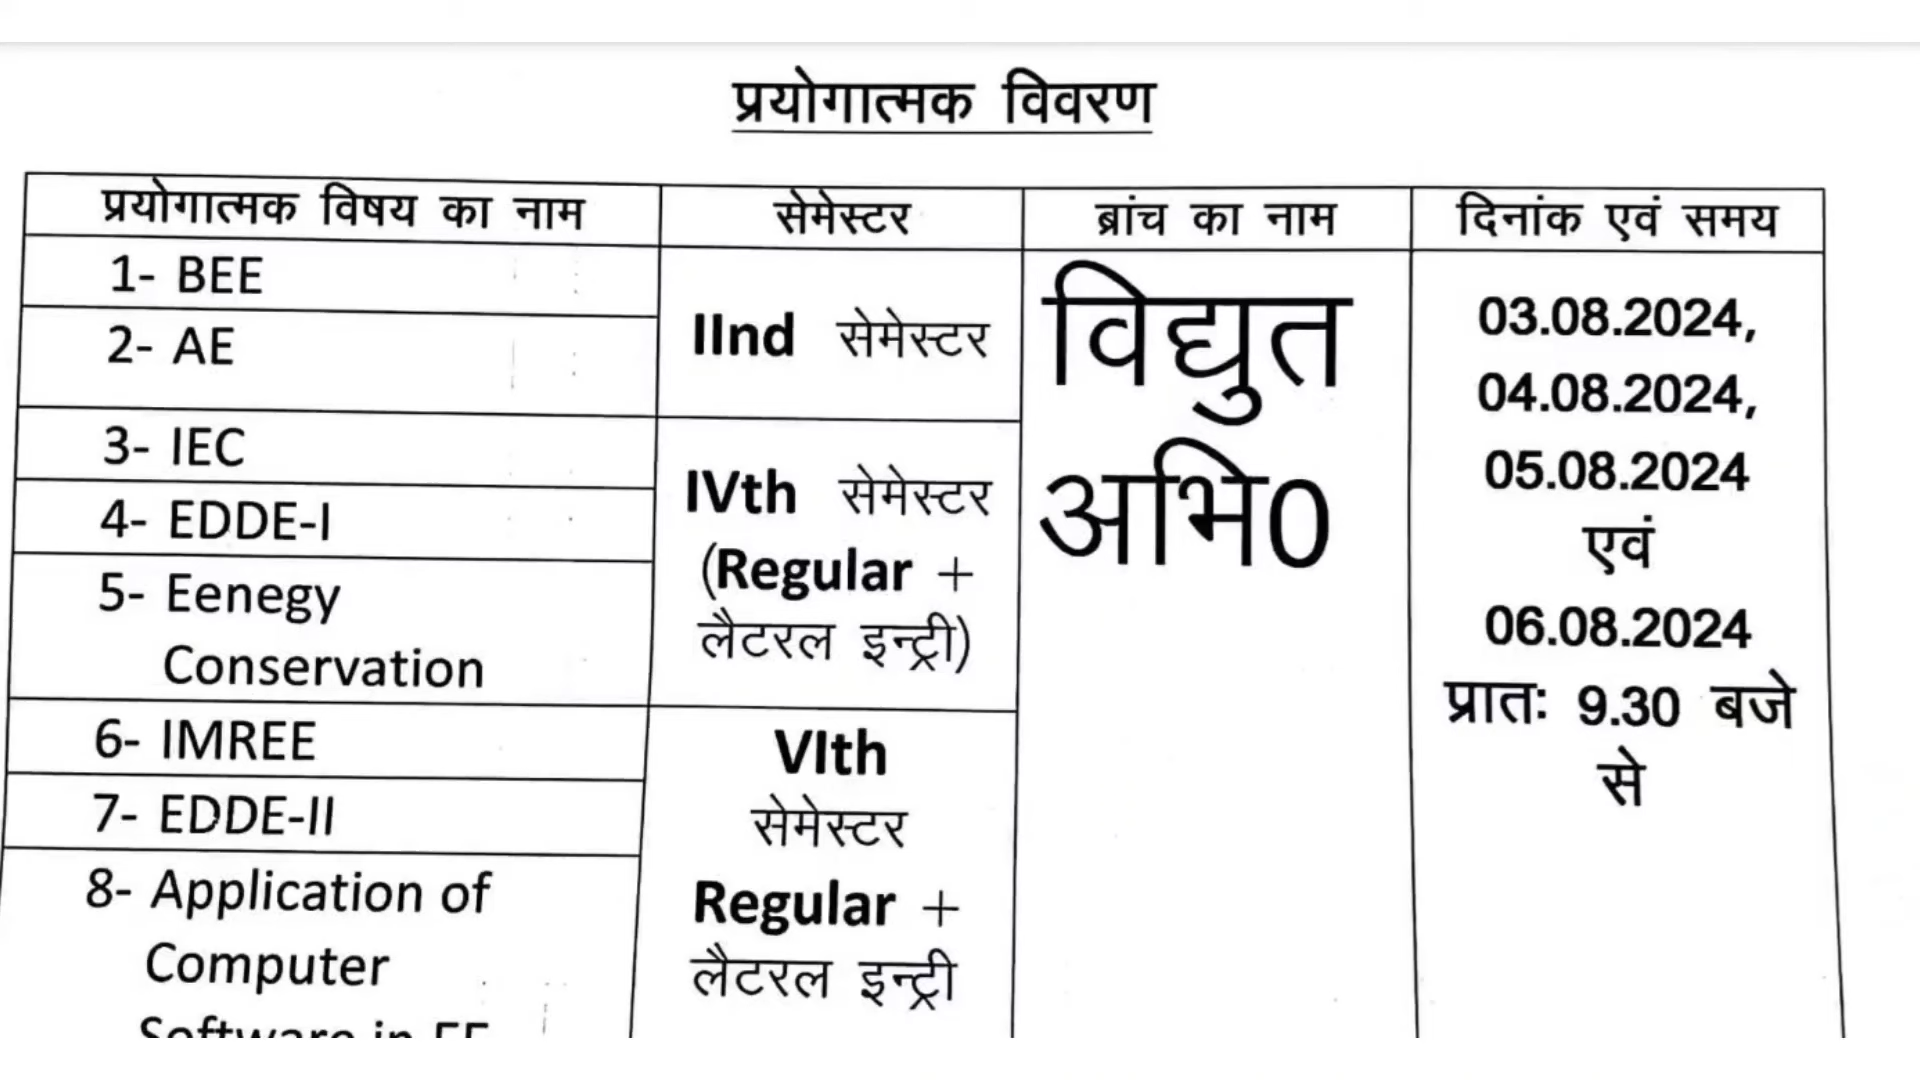 प्रयोगात्मक विवरण
प्रयोगात्मक विषय का नाम
सेमेस्टर
ब्रांच का नाम
दिनांक एवं समय
1- BEE
2- AE
IInd सेमेस्टर
3- IEC
4- EDDE-I
5- Eenegy
Conservation
IVth सेमेस्टर
(Regular +
लैटरल इन्ट्री)
6- IMREE
7- EDDE-II
8- Application of
Computer
Software in EE
VIth
सेमेस्टर
Regular +
लैटरल इन्ट्री
विद्युत
अभि0
03.08.2024,
04.08.2024,
05.08.2024
एवं
06.08.2024
प्रातः 9.30 बजे
से